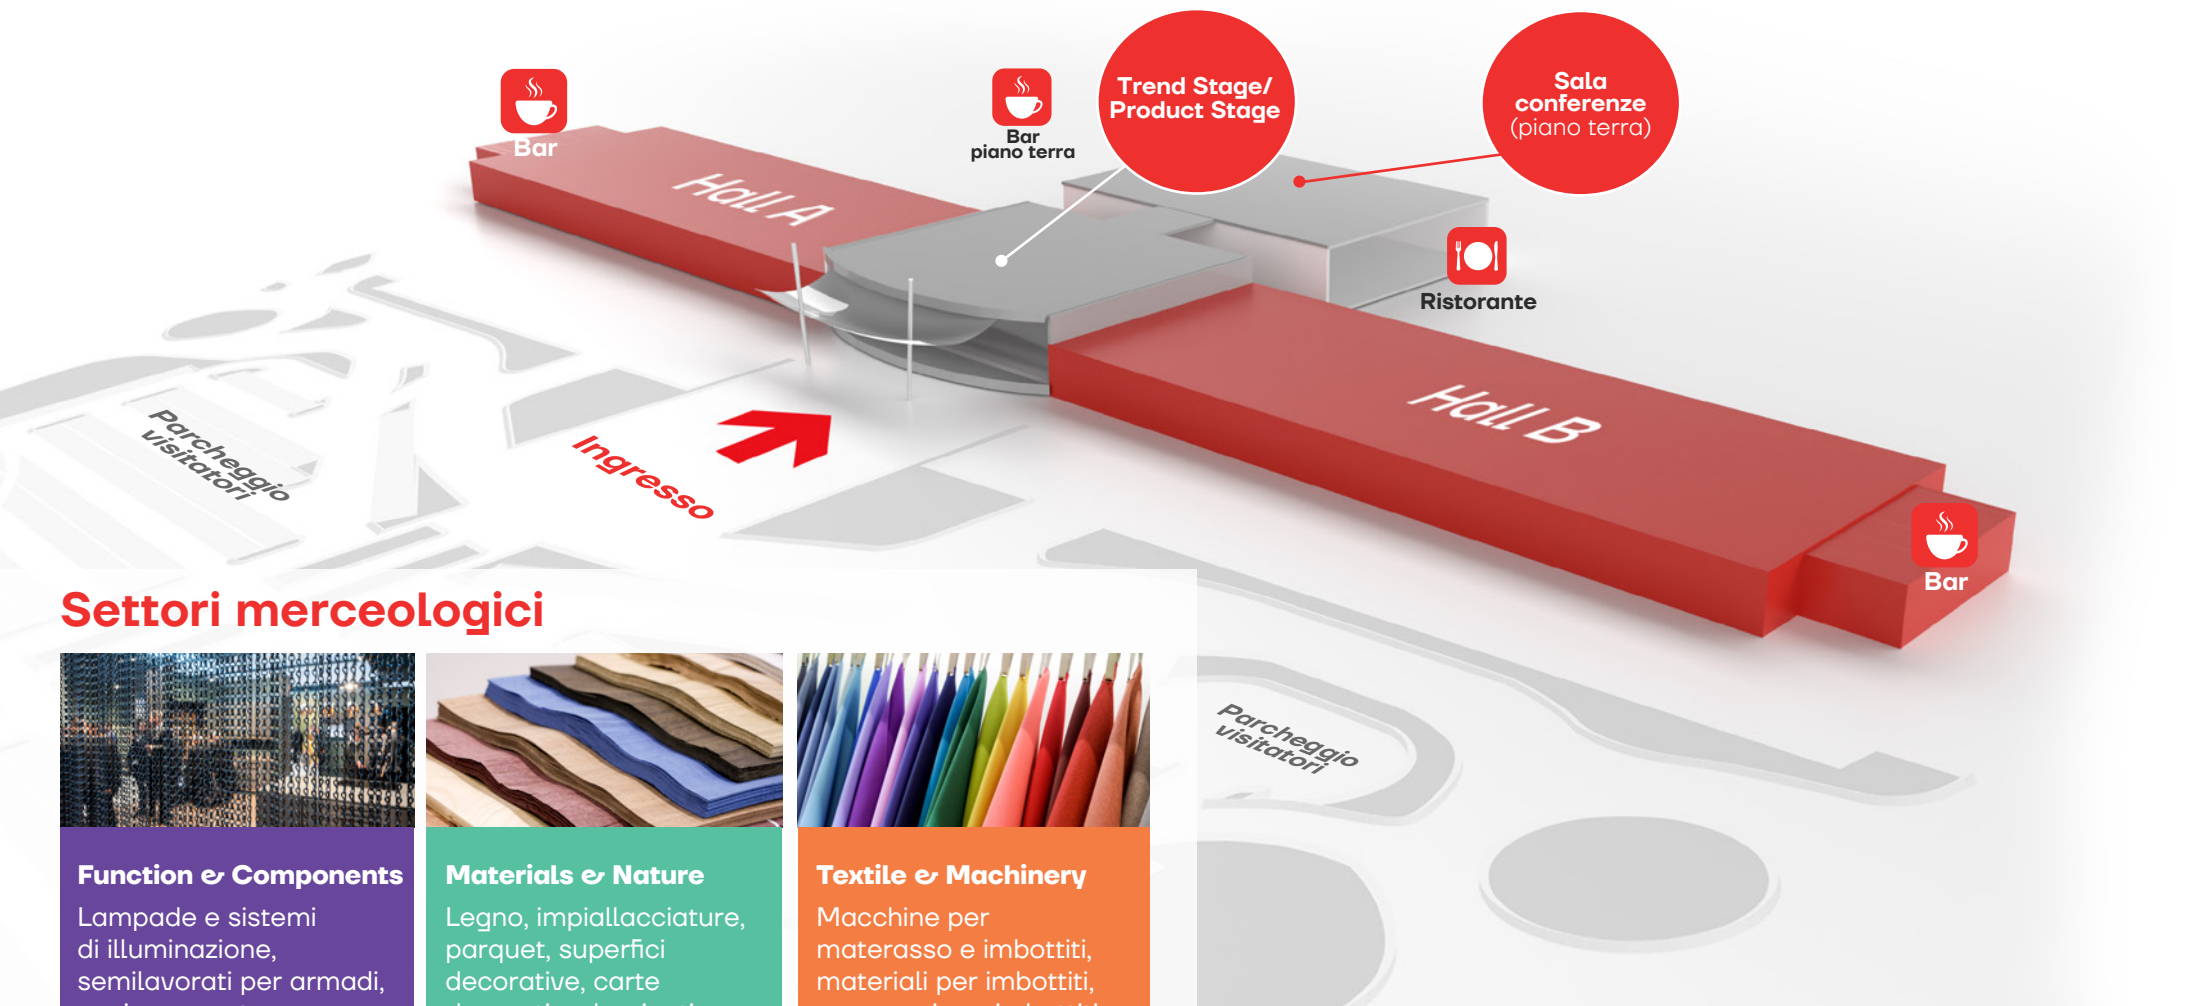 Bar
Bar
piano terra
Trend Stage/
Product Stage
Sala
conferenze
(piano terra)
Hall A
Ristorante
Hall B
Bar
Ingresso
Parcheggio
visitatori
Parcheggio
visitatori
Settori merceologici
Function & Components
Lampade e sistemi
di illuminazione,
semilavorati per armadi,
Materials & Nature
Legno, impiallacciature,
parquet, superfici
decorative, carte
Textile & Machinery
Macchine per
materasso e imbottiti,
materiali per imbottiti,